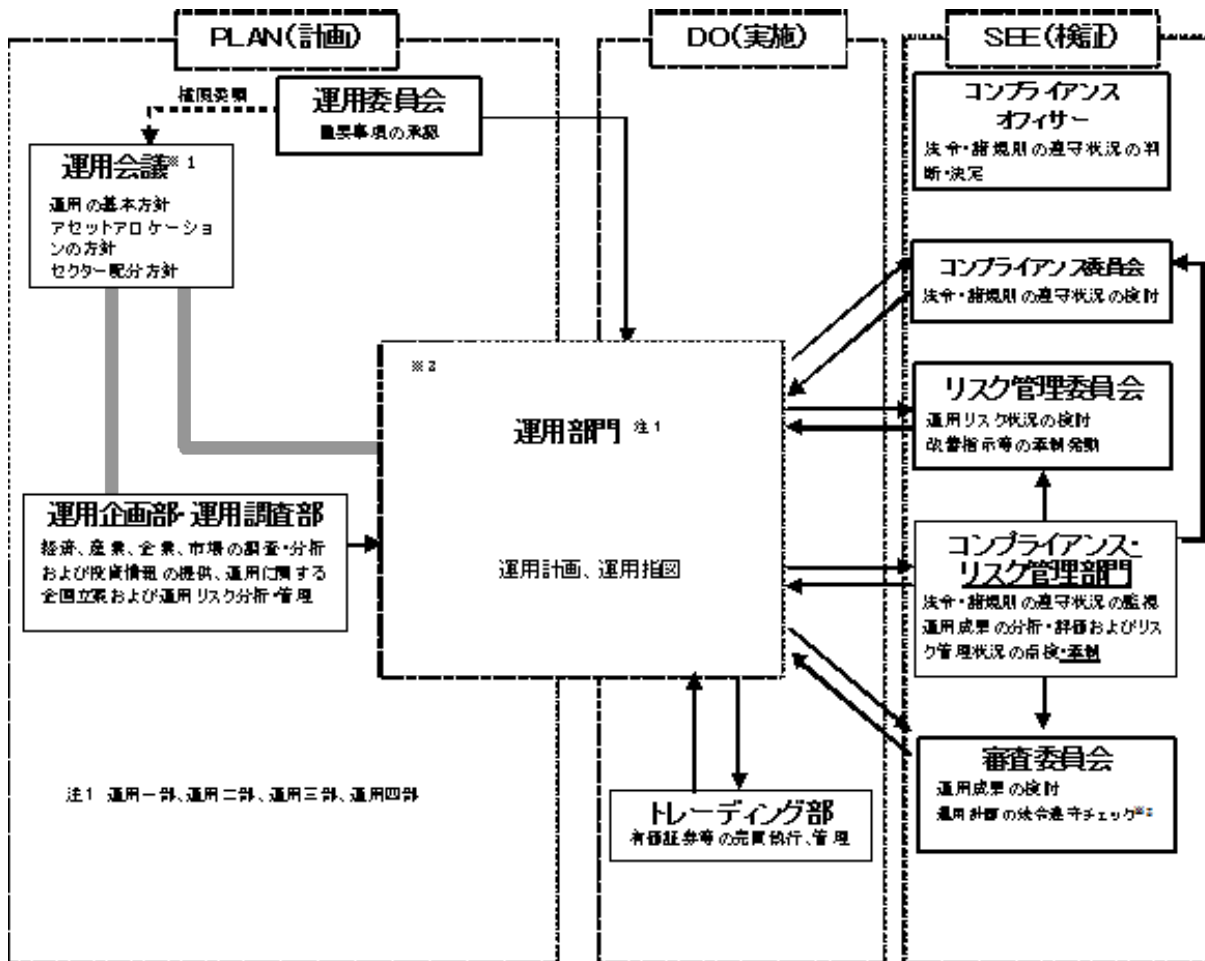 PLAN(計画)
DO(実施)
SEE(検証)
権限委嘱
運用委員会
重要事項の承認
運用会議※1
運用の基本方針
アセットアロケーショ
ンの方針
セクター配分方針
コンプライアンス
オフィサー
法令・諸規則の遵守状況の判
断・決定
コンプライアンス委員会
法令・諸規則の遵守状況の検討
※2
運用部門 注1
運用計画、運用指図
リスク管理委員会
運用リスク状況の検討
改善指示等の牽制発動
運用企画部・運用調査部
経済、産業、企業、市場の調査・分析
および投資情報の提供、運用に関する
企画立案および運用リスク分析・管理
コンプライアンス・
リスク管理部門
法令・諸規則の遵守状況の監視
運用成果の分析・評価およびリス
ク管理状況の点検・牽制
審査委員会
運用成果の検討
運用計画の法令遵守チェック
注1 運用一部、運用二部、運用三部、運用四部
トレーディング部
有価証券等の売買執行、管理